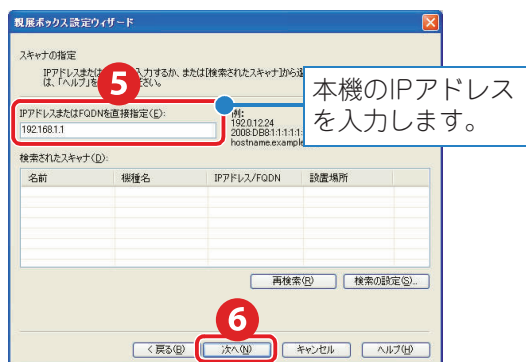 親展ボックス設定ウィザード
スキャナの指定
IPアドレスまたは 入力するか、または[検索されたスキャナ]から
は、「ヘルプ」を ください。
5
本機のIPアドレス
を入力します。
IPアドレスまたはFQDNを直接指定(E):
例:
192.0.12.24
2008:DB8:1:1:1:1:
hostname.example
192.168.1.1
検索されたスキャナ(D):
名前 機種名 IPアドレス/FQDN 設置場所
再検索(R) 検索の設定(S)...
6
< 戻る(B) 次へ(N) キャンセル ヘルプ(H)